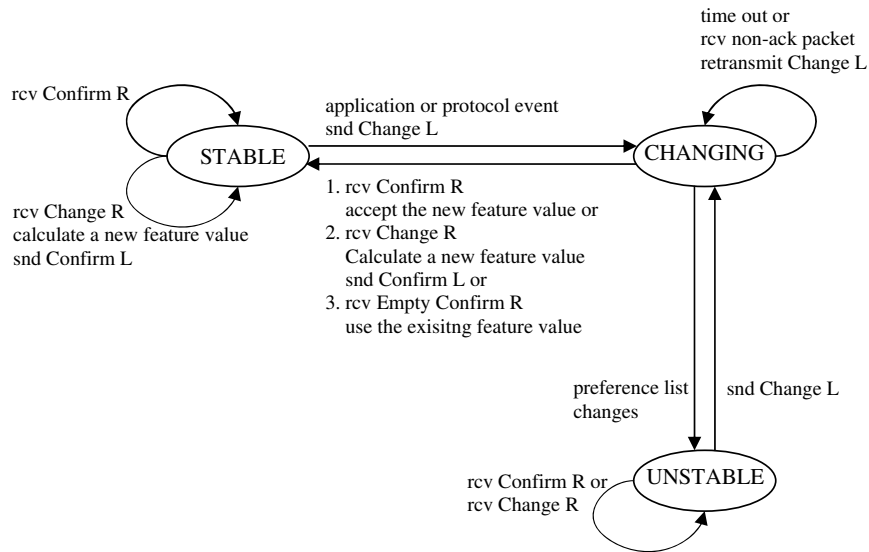 time out or
rcv non-ack packet
retransmit Change L
rcv Confirm R
application or protocol event
snd Change L
STABLE
CHANGING
1. rcv Confirm R
accept the new feature value or
2. rcv Change R
Calculate a new feature value
snd Confirm L or
3. rcv Empty Confirm R
use the exisitng feature value
rcv Change R
calculate a new feature value
snd Confirm L
preference list
changes
snd Change L
UNSTABLE
rcv Confirm R or
rcv Change R